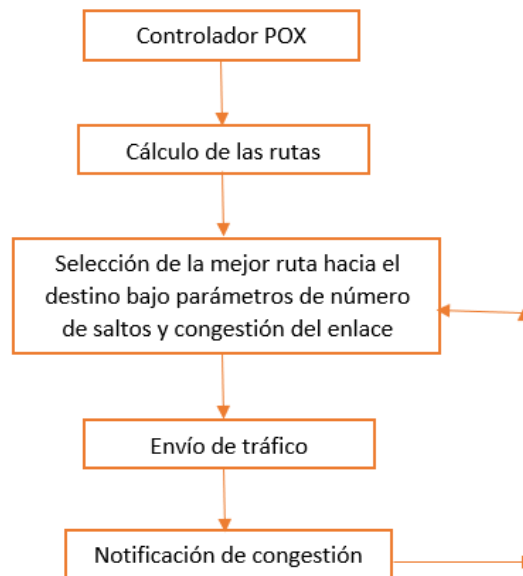 Controlador POX
Cálculo de las rutas
Selección de la mejor ruta hacia el
destino bajo parámetros de número
de saltos y congestión del enlace
Envío de tráfico
Notificación de congestión